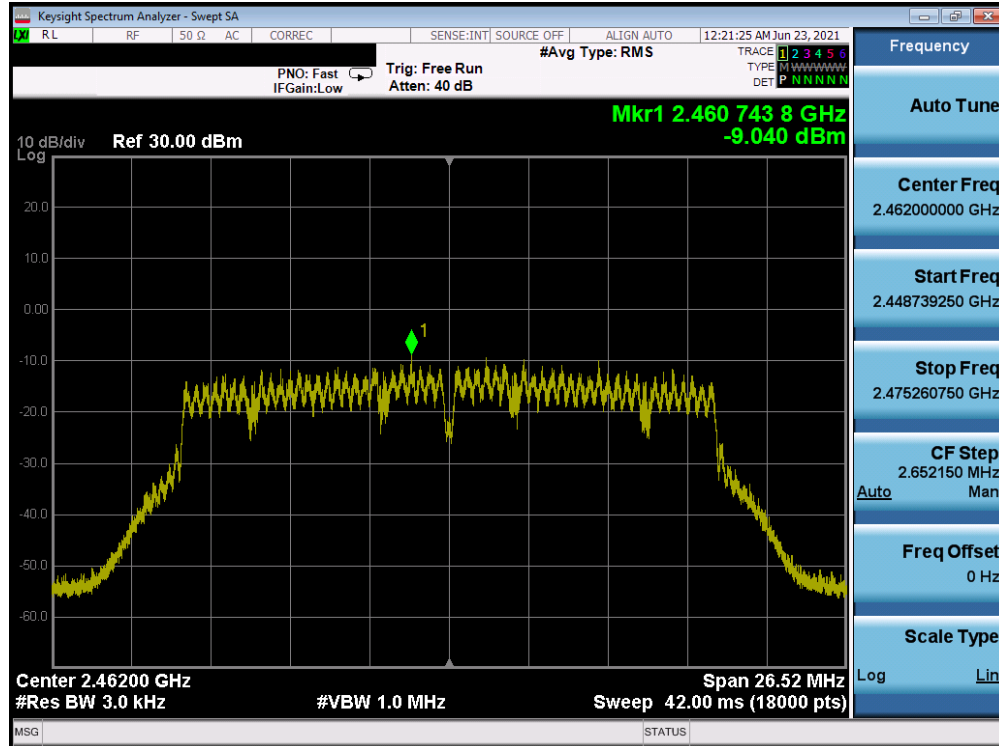 Keysight Spectrum Analyzer - Swept SA
LXI RL RF 50 Ω AC CORREC SENSE:INT SOURCE OFF ALIGN AUTO 12:21:25 AM Jun 23, 2021
#Avg Type: RMS
TRACE 1 2 3 4 5 6
PNO: Fast Trig: Free Run TYPE M WWWWW
IFGain:Low Atten: 40 dB DET P N N N N N
Mkr1 2.460 743 8 GHz
-9.040 dBm
10 dB/div Ref 30.00 dBm
Log
20.0
10.0
0.00
1
-10.0
-20.0
-30.0
-40.0
-50.0
-60.0
Center 2.46200 GHz Span 26.52 MHz
#Res BW 3.0 kHz #VBW 1.0 MHz Sweep 42.00 ms (18000 pts)
MSG STATUS
Frequency
Auto Tune
Center Freq
2.462000000 GHz
Start Freq
2.448739250 GHz
Stop Freq
2.475260750 GHz
CF Step
2.652150 MHz
Auto Man
Freq Offset
0 Hz
Scale Type
Log Lin